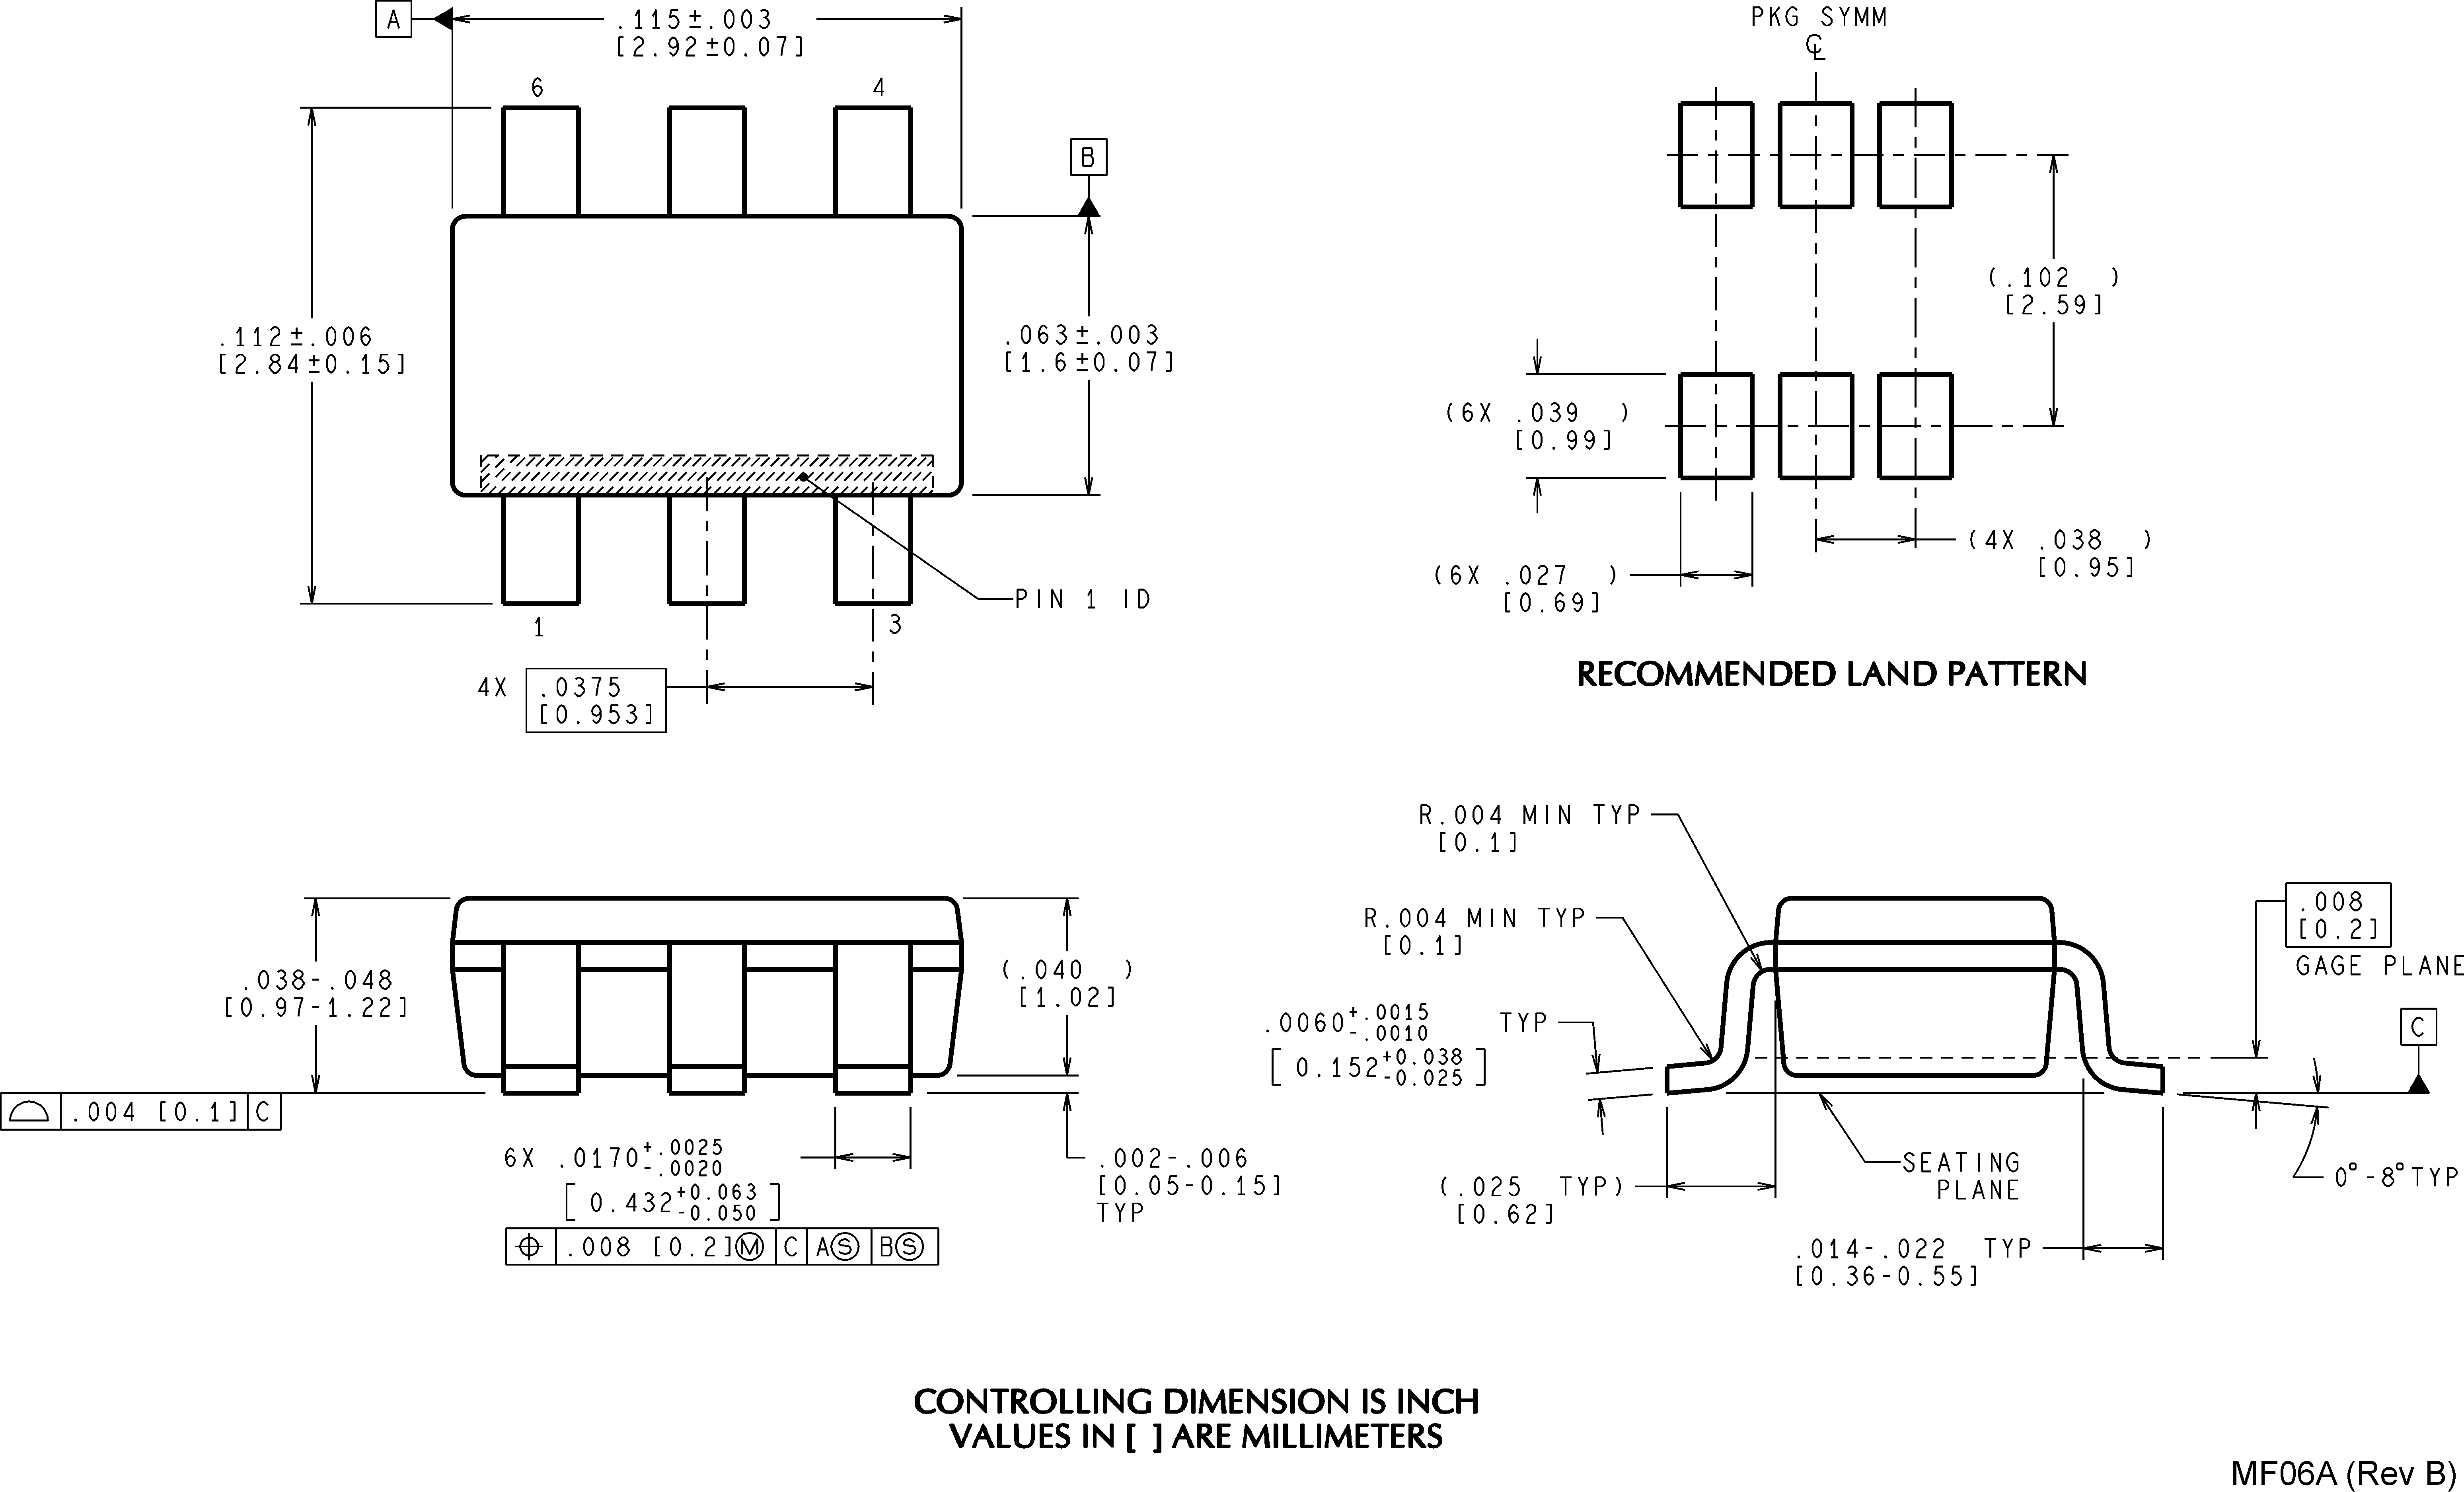 A
.115±.003
[2.92±0.07]
6
4
B
.112±.006
[2.84±0.15]
.063±.003
[1.6±0.07]
PIN 1 ID
1
3
4X .0375
[0.953]
PKG SYMM
℄
(.102 )
[2.59]
(6X .039 )
[0.99]
(4X .038 )
[0.95]
(6X .027 )
[0.69]
RECOMMENDED LAND PATTERN
.038-.048
[0.97-1.22]
(.040 )
[1.02]
⌓ .004 [0.1] C
6X .0170 +.0025
-.0020
[0.432 +0.063
-0.050]
⌖ .008 [0.2]Ⓜ C AⓈ BⓈ
.002-.006
[0.05-0.15]
TYP
R.004 MIN TYP
[0.1]
R.004 MIN TYP
[0.1]
.0060 +.0015
-.0010 TYP
[0.152 +0.038
-0.025]
.008
[0.2]
GAGE PLANE
C
SEATING
PLANE
0°-8°TYP
(.025 TYP)
[0.62]
.014-.022 TYP
[0.36-0.55]
CONTROLLING DIMENSION IS INCH
VALUES IN [ ] ARE MILLIMETERS
MF06A (Rev B)